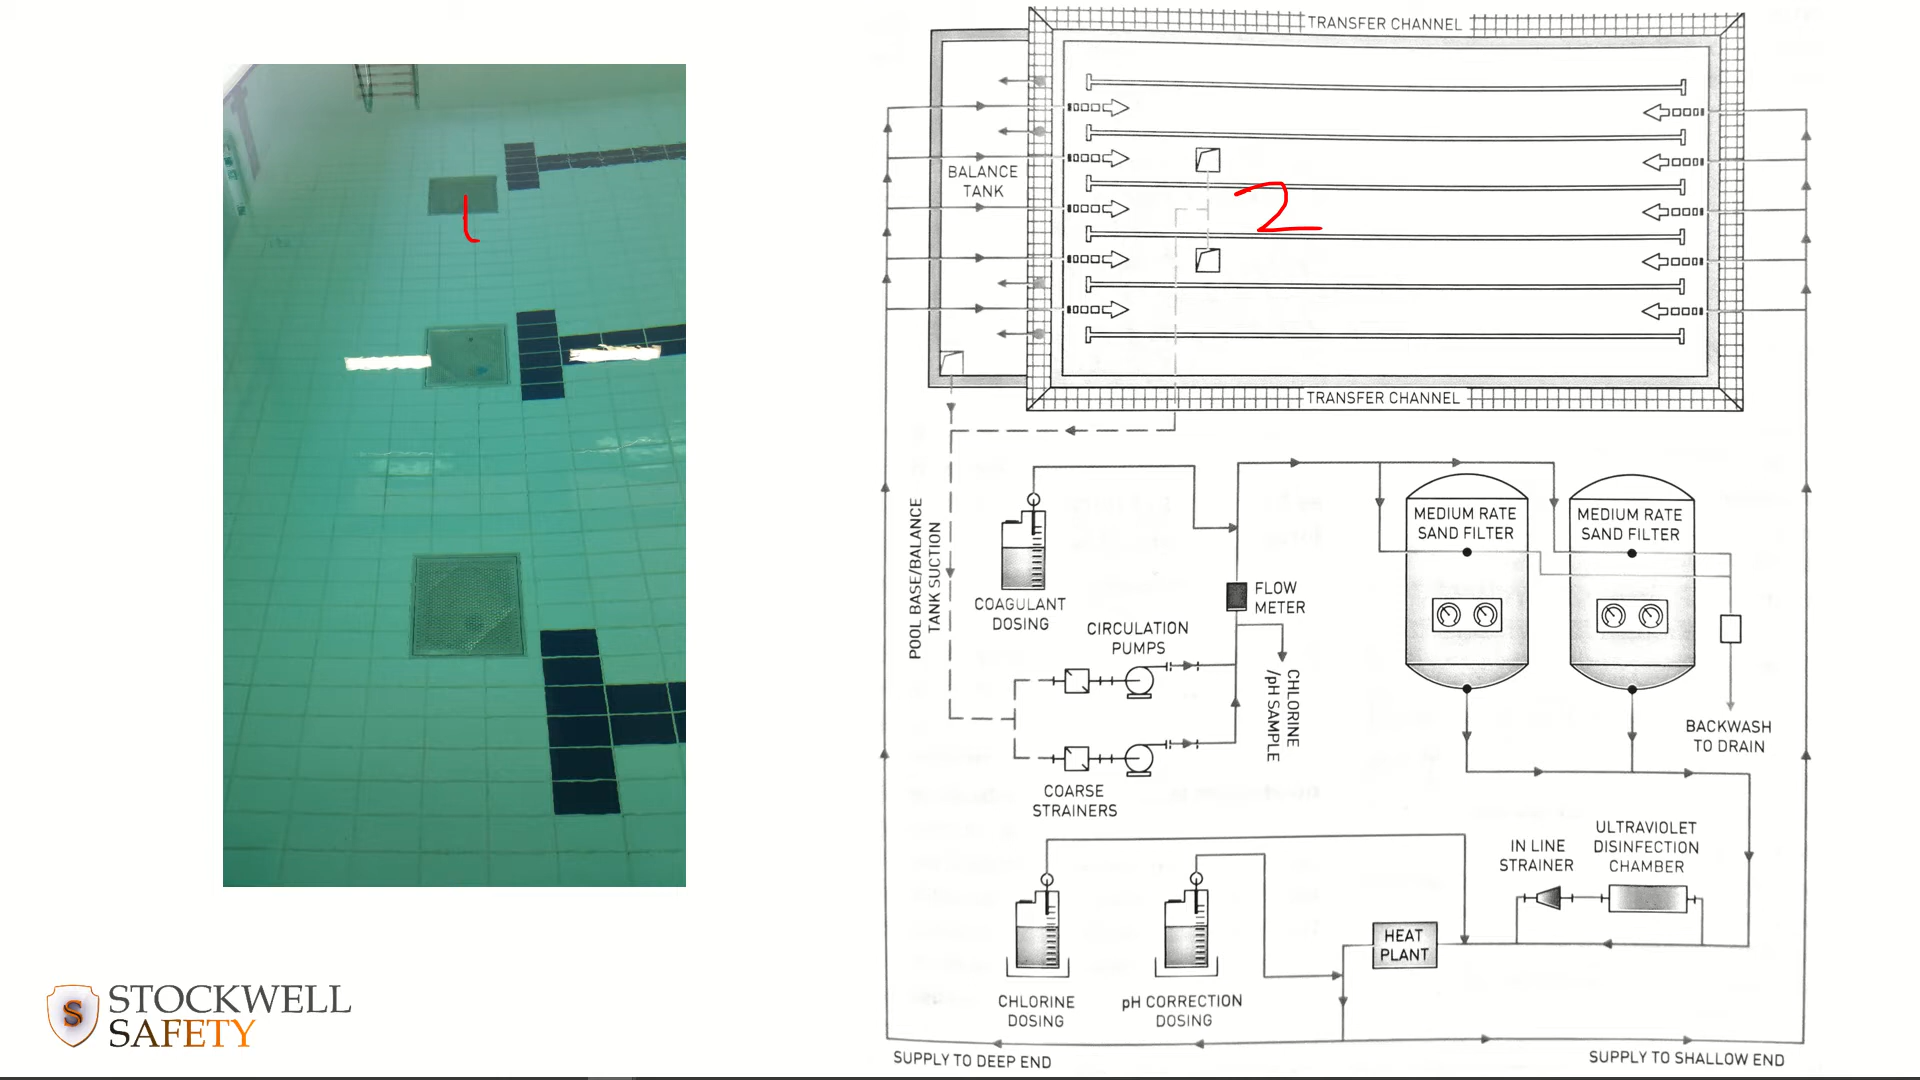 TRANSFER CHANNEL
BALANCE
TANK
2
TRANSFER CHANNEL
POOL BASE/BALANCE
TANK SUCTION
COAGULANT
DOSING
CIRCULATION
PUMPS
FLOW
METER
CHLORINE
/pH SAMPLE
COARSE
STRAINERS
MEDIUM RATE
SAND FILTER
MEDIUM RATE
SAND FILTER
BACKWASH
TO DRAIN
IN LINE
STRAINER
ULTRAVIOLET
DISINFECTION
CHAMBER
HEAT
PLANT
CHLORINE
DOSING
pH CORRECTION
DOSING
SUPPLY TO DEEP END
SUPPLY TO SHALLOW END
S
STOCKWELL
SAFETY